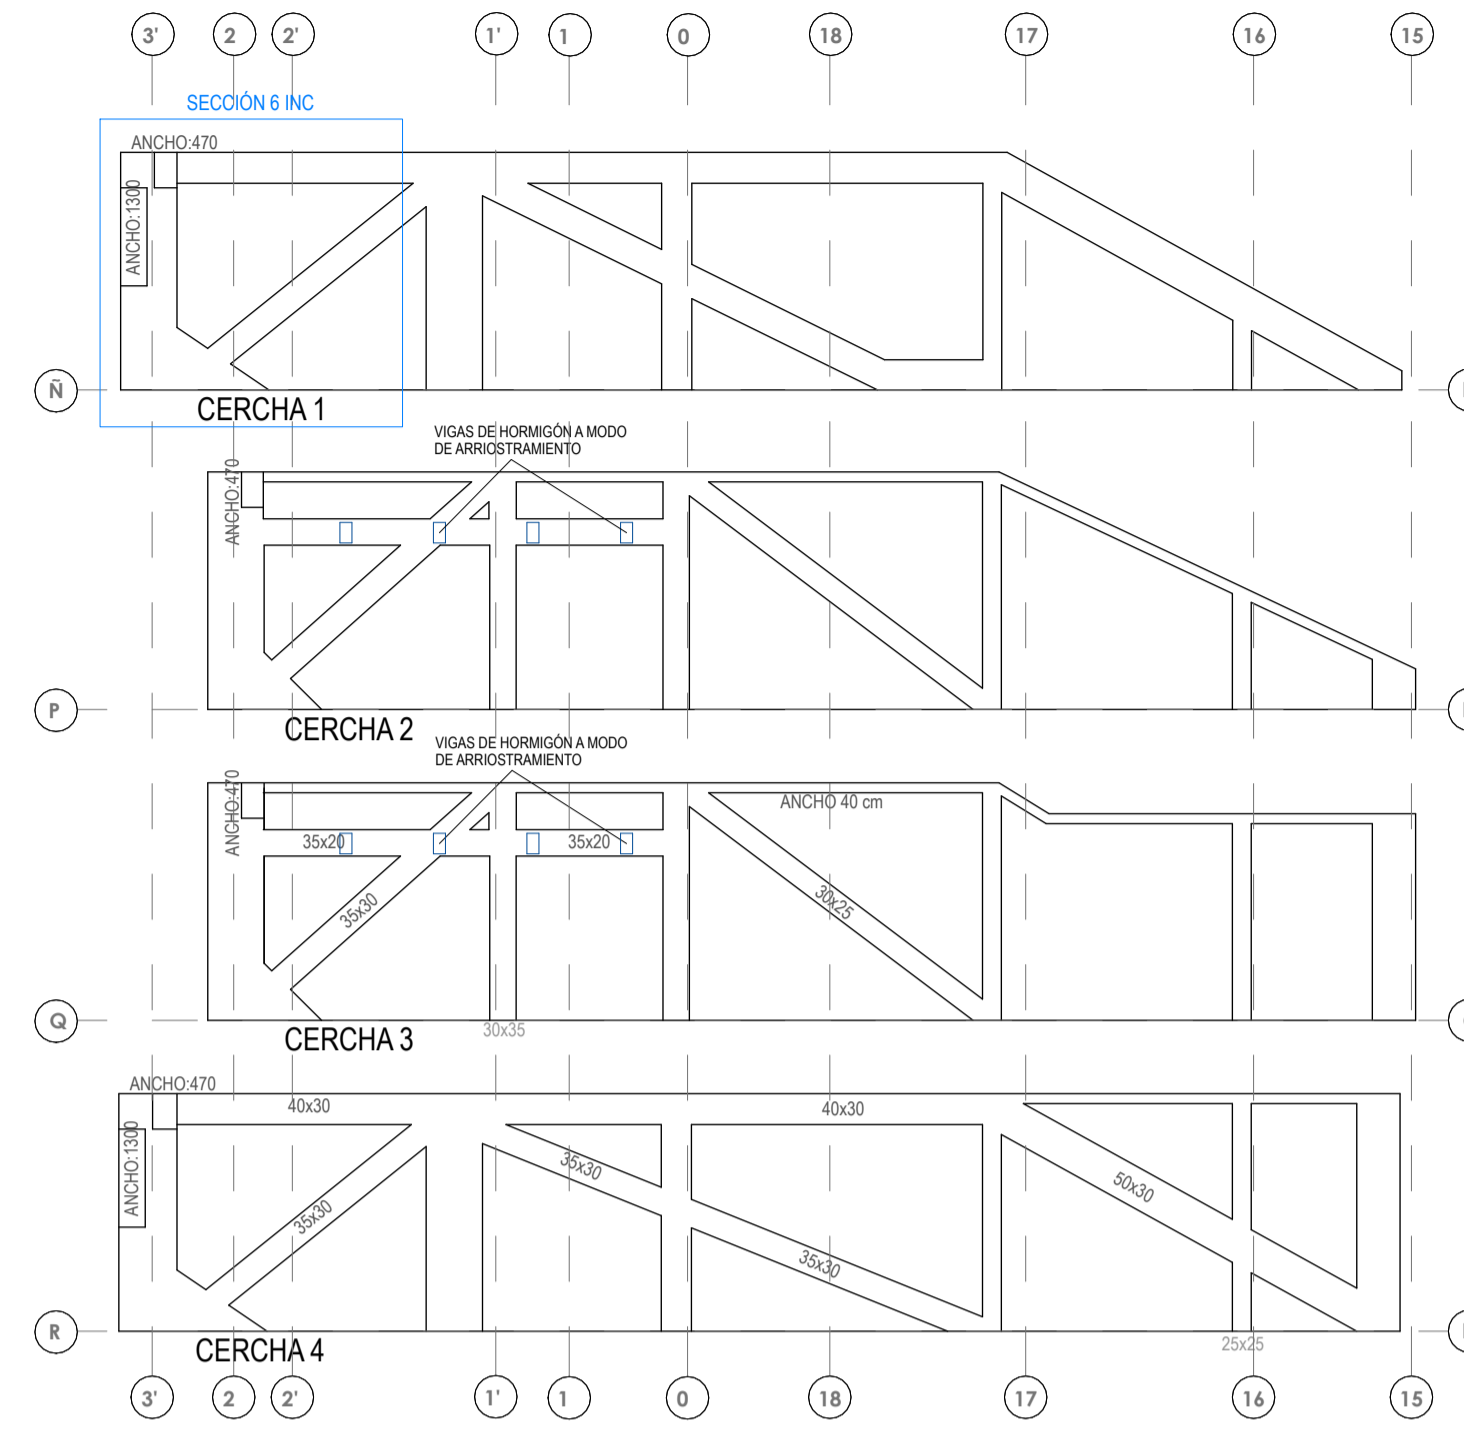 3' 2 2' 1' 1 0 18 17 16 15
SECCIÓN 6 INC
ANCHO:470
ANCHO:1300
Ñ
CERCHA 1
VIGAS DE HORMIGÓN A MODO
DE ARRIOSTRAMIENTO
ANCHO:470
P
CERCHA 2
VIGAS DE HORMIGÓN A MODO
DE ARRIOSTRAMIENTO
ANCHO:470
ANCHO 40 cm
35x20
35x20
35x30
30x25
Q
CERCHA 3
30x35
ANCHO:470
40x30
40x30
ANCHO:1300
35x30
35x30
35x30
50x30
R
CERCHA 4
25x25
3' 2 2' 1' 1 0 18 17 16 15